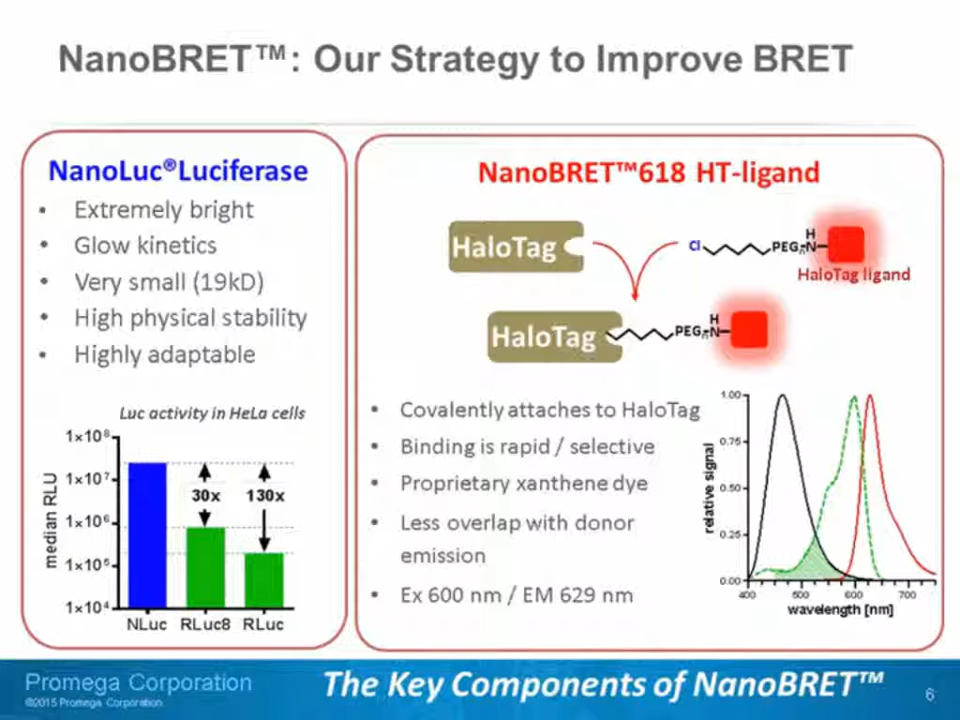 NanoBRET™: Our Strategy to Improve BRET
NanoLuc®Luciferase
• Extremely bright
• Glow kinetics
• Very small (19kD)
• High physical stability
• Highly adaptable
Luc activity in HeLa cells
median RLU
1×10⁸
1×10⁷
1×10⁶
1×10⁵
1×10⁴
30x
130x
NLuc RLuc8 RLuc
NanoBRET™618 HT-ligand
HaloTag
Cl
PEG
H
N
HaloTag ligand
HaloTag
PEG
H
N
• Covalently attaches to HaloTag
• Binding is rapid / selective
• Proprietary xanthene dye
• Less overlap with donor
emission
• Ex 600 nm / EM 629 nm
relative signal
1.00
0.75
0.50
0.25
0.00
400 500 600 700
wavelength [nm]
Promega Corporation
©2015 Promega Corporation
The Key Components of NanoBRET™
6